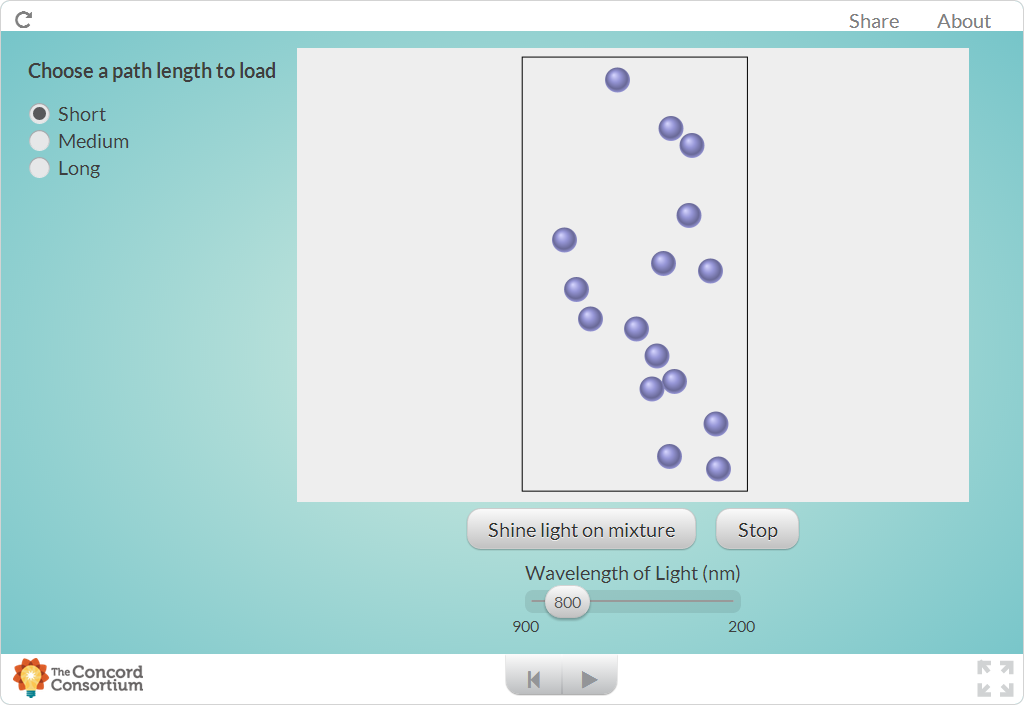 Share
About
Choose a path length to load
Short
Medium
Long
Shine light on mixture
Stop
Wavelength of Light (nm)
800
900
200
The Concord
Consortium